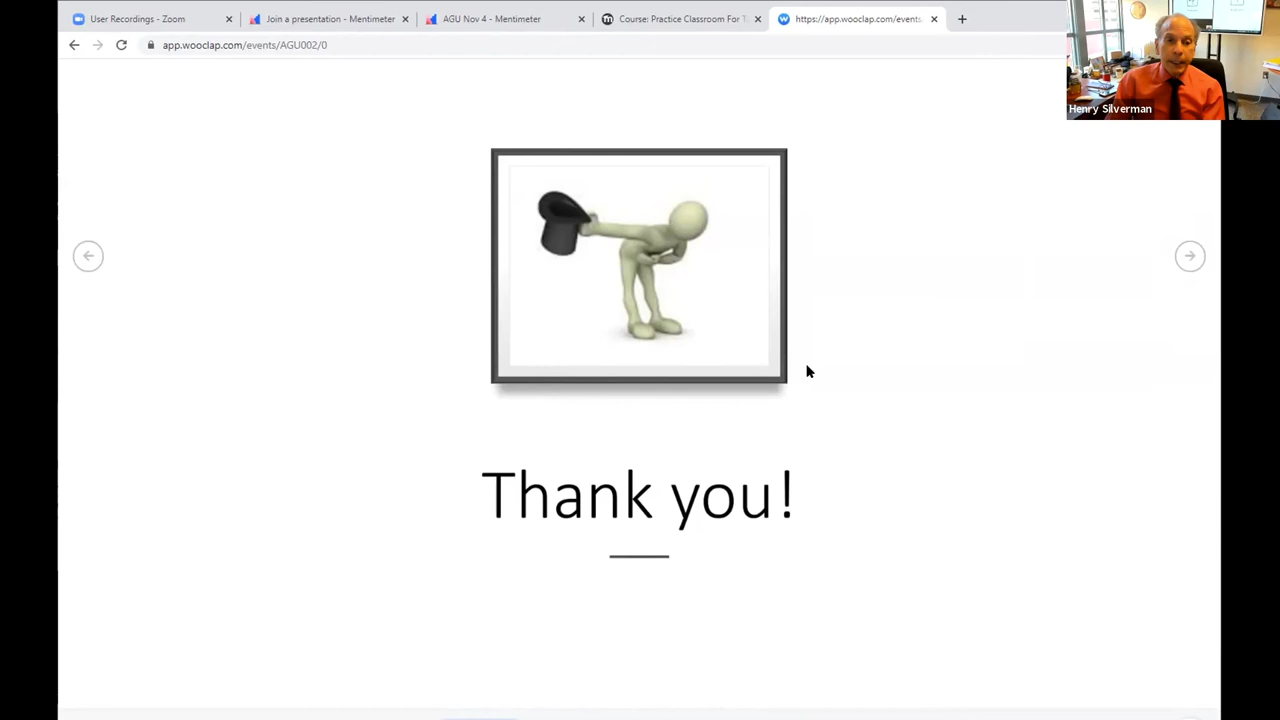 User Recordings - Zoom
Join a presentation - Mentimeter
AGU Nov 4 - Mentimeter
Course: Practice Classroom For T
https://app.wooclap.com/events
app.wooclap.com/events/AGU002/0
Henry Silverman
Thank you!